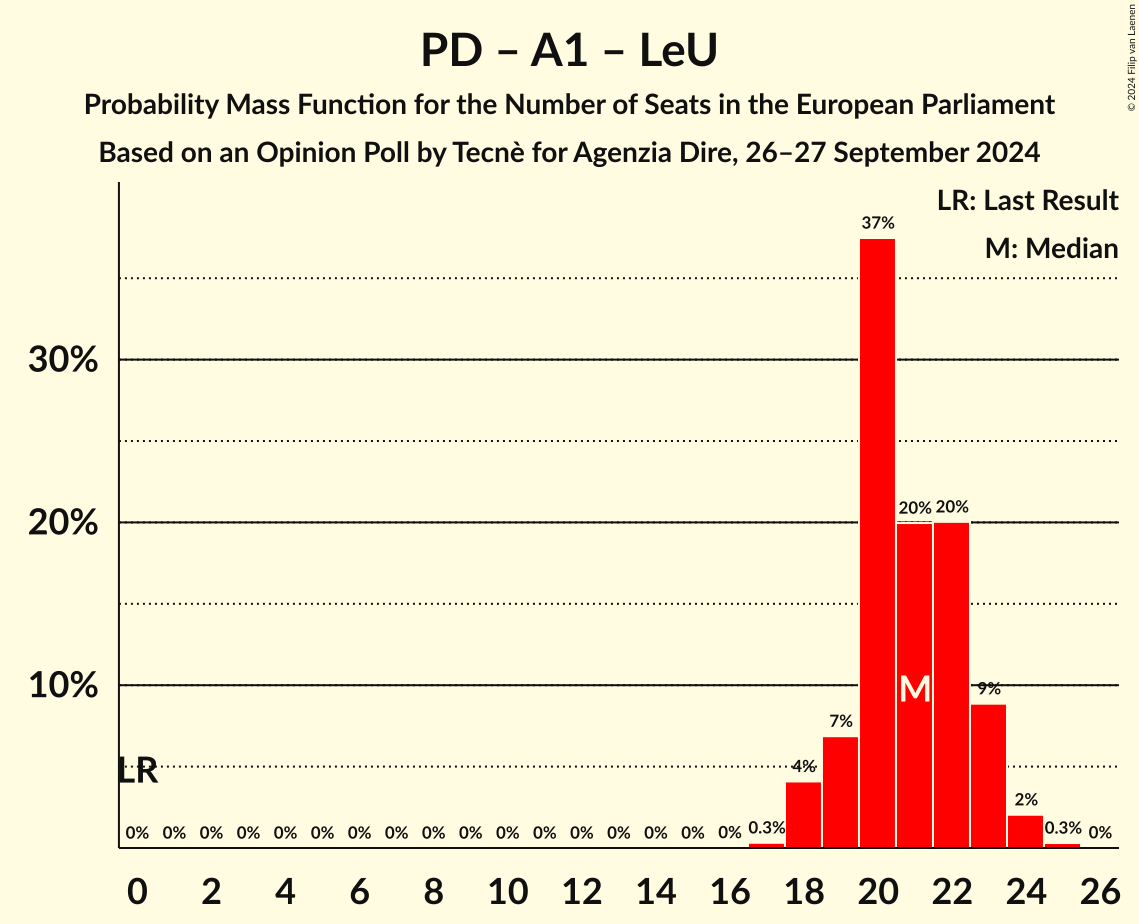 PD – A1 – LeU
Probability Mass Function for the Number of Seats in the European Parliament
Based on an Opinion Poll by Tecnè for Agenzia Dire, 26–27 September 2024
© 2024 Filip van Laenen
LR: Last Result
M: Median
37%
30%
20%
20% 20%
10%
M
9%
7%
LR
4%
2%
0% 0% 0% 0% 0% 0% 0% 0% 0% 0% 0% 0% 0% 0% 0% 0% 0% 0.3% 0.3% 0%
0 2 4 6 8 10 12 14 16 18 20 22 24 26